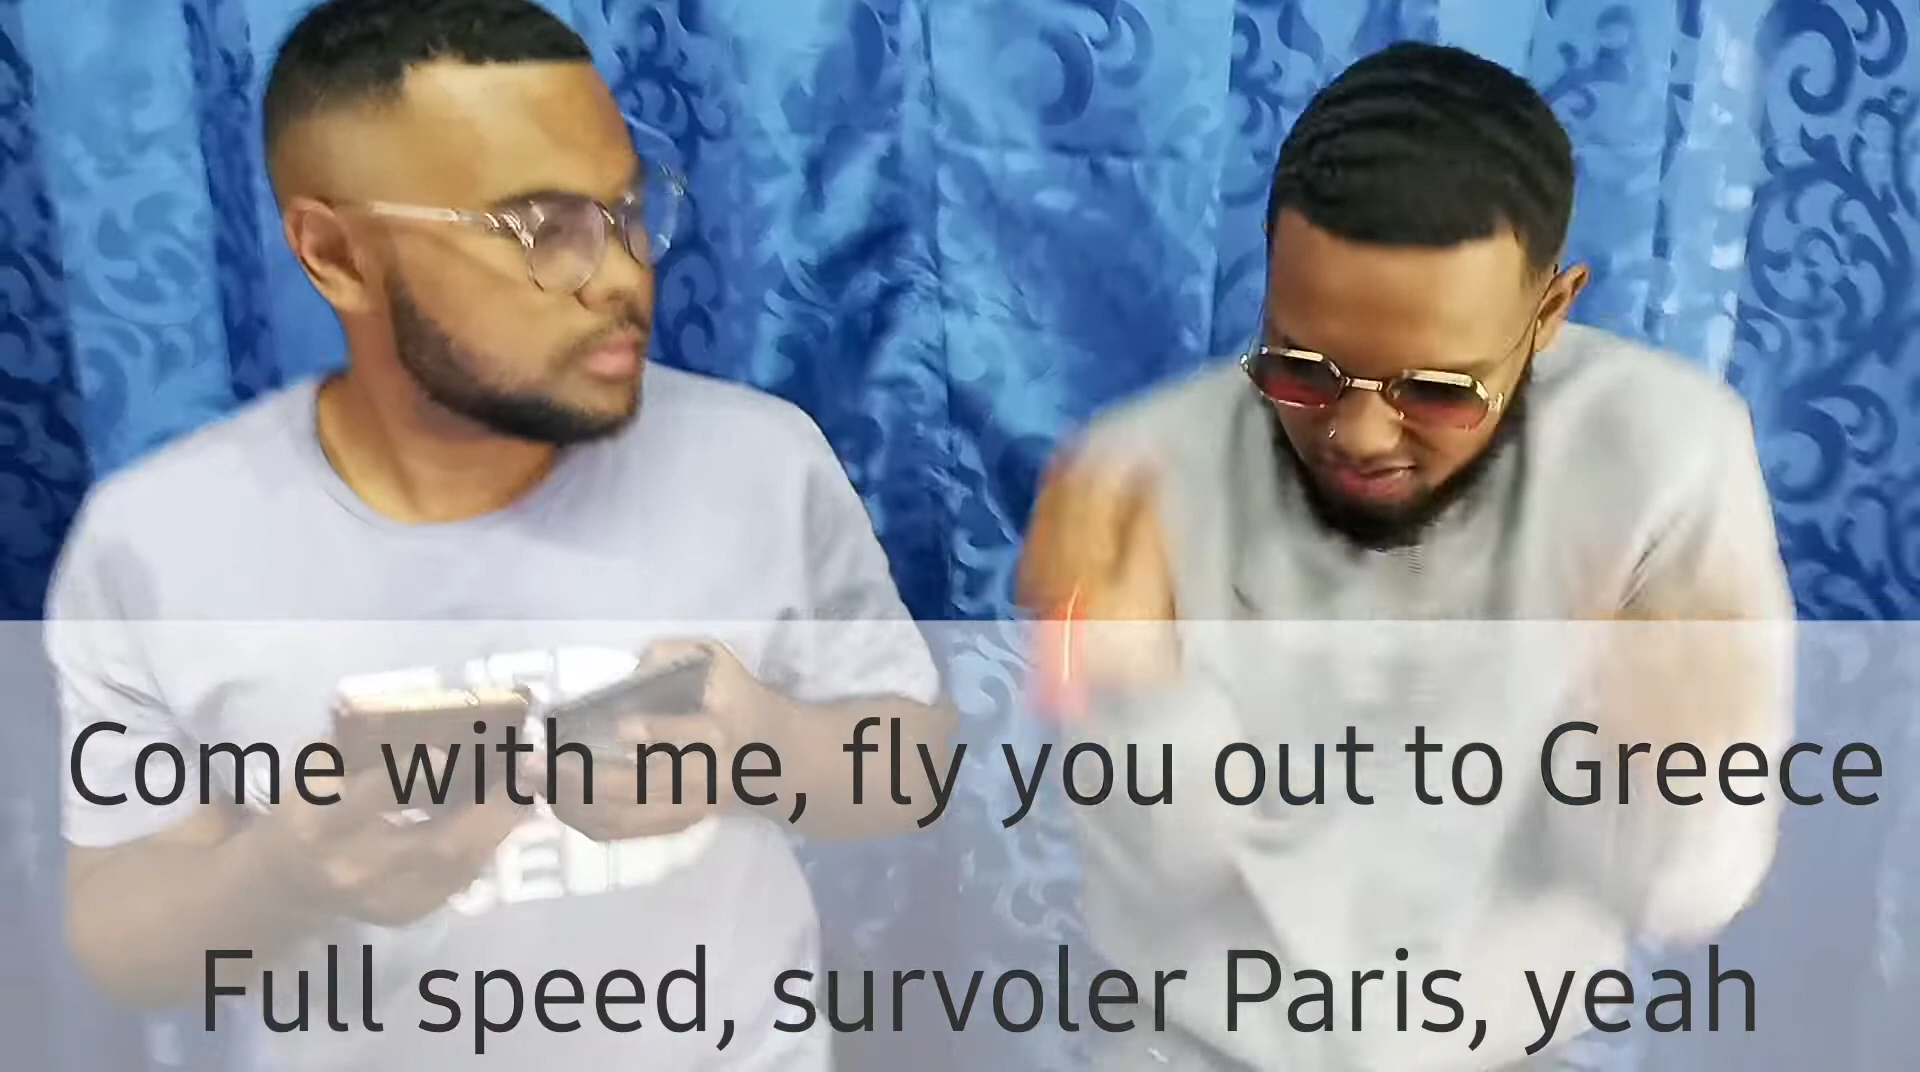 Come with me, fly you out to Greece
Full speed, survoler Paris, yeah